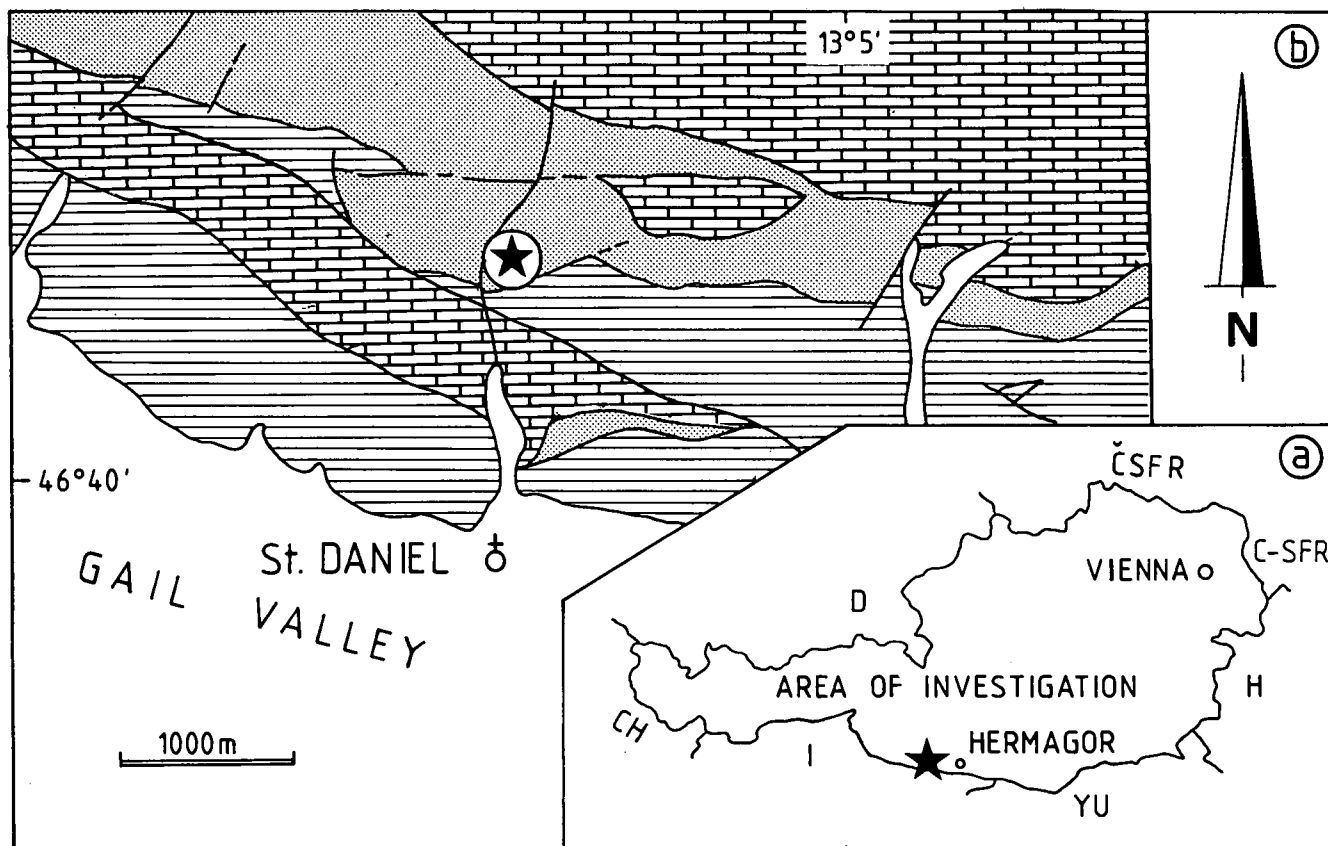 13°5'
b
N
46°40'
St. DANIEL
GAIL VALLEY
1000m
a
ČSFR
C-SFR
VIENNA
D
AREA OF INVESTIGATION
H
CH
I
HERMAGOR
YU